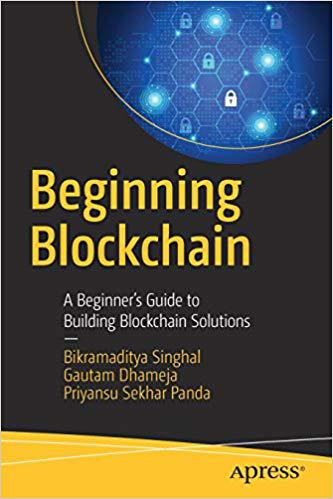 Beginning
Blockchain
A Beginner's Guide to
Building Blockchain Solutions
—
Bikramaditya Singhal
Gautam Dhameja
Priyansu Sekhar Panda
Apress®